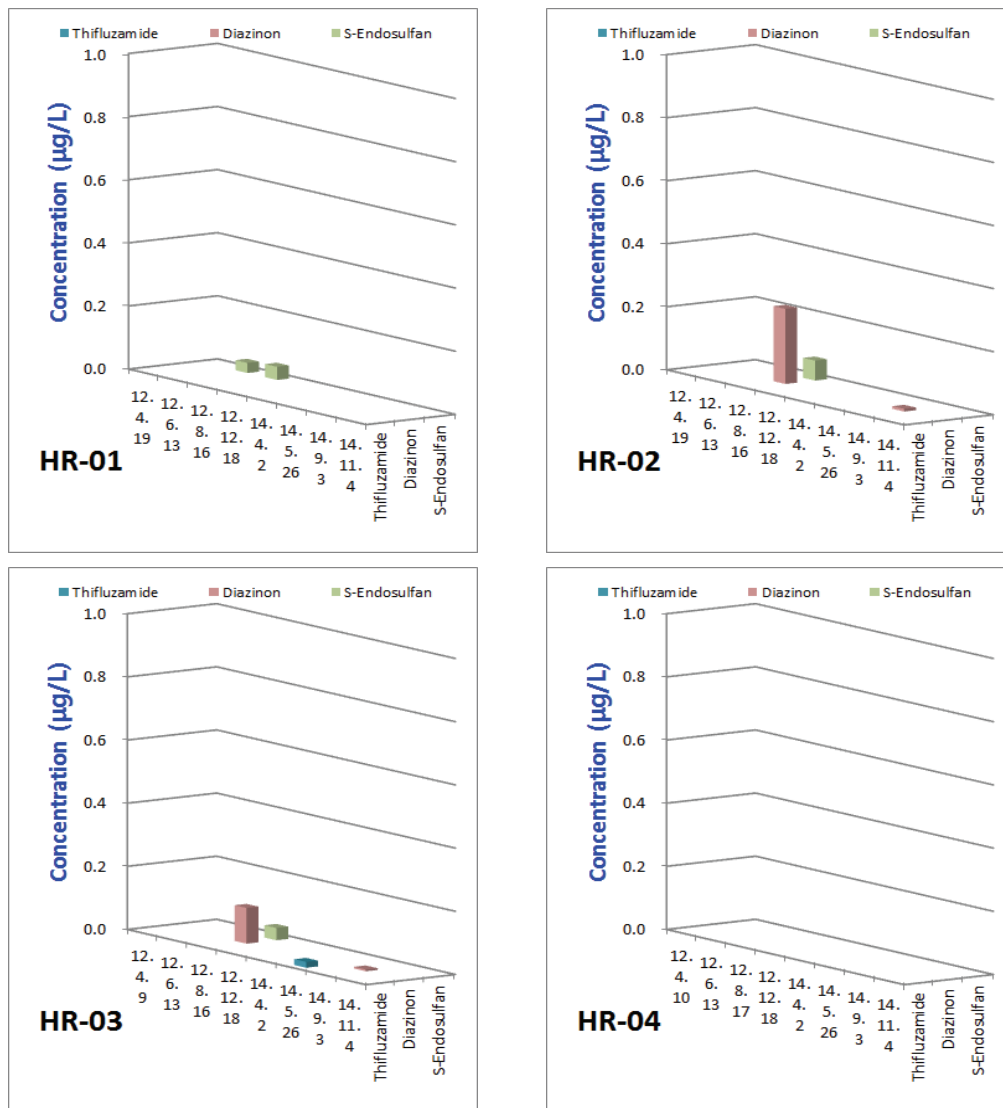 Thifluzamide Diazinon S-Endosulfan
Concentration (µg/L)
1.0
0.8
0.6
0.4
0.2
0.0
12. 4. 19
12. 6. 13
12. 8. 16
12. 12. 18
14. 4. 2
14. 5. 26
14. 9. 3
14. 11. 4
Thifluzamide
Diazinon
S-Endosulfan
HR-01
Thifluzamide Diazinon S-Endosulfan
Concentration (µg/L)
1.0
0.8
0.6
0.4
0.2
0.0
12. 4. 19
12. 6. 13
12. 8. 16
12. 12. 18
14. 4. 2
14. 5. 26
14. 9. 3
14. 11. 4
Thifluzamide
Diazinon
S-Endosulfan
HR-02
Thifluzamide Diazinon S-Endosulfan
Concentration (µg/L)
1.0
0.8
0.6
0.4
0.2
0.0
12. 4. 9
12. 6. 13
12. 8. 16
12. 12. 18
14. 4. 2
14. 5. 26
14. 9. 3
14. 11. 4
Thifluzamide
Diazinon
S-Endosulfan
HR-03
Thifluzamide Diazinon S-Endosulfan
Concentration (µg/L)
1.0
0.8
0.6
0.4
0.2
0.0
12. 4. 10
12. 6. 13
12. 8. 17
12. 12. 18
14. 4. 2
14. 5. 26
14. 9. 3
14. 11. 4
Thifluzamide
Diazinon
S-Endosulfan
HR-04